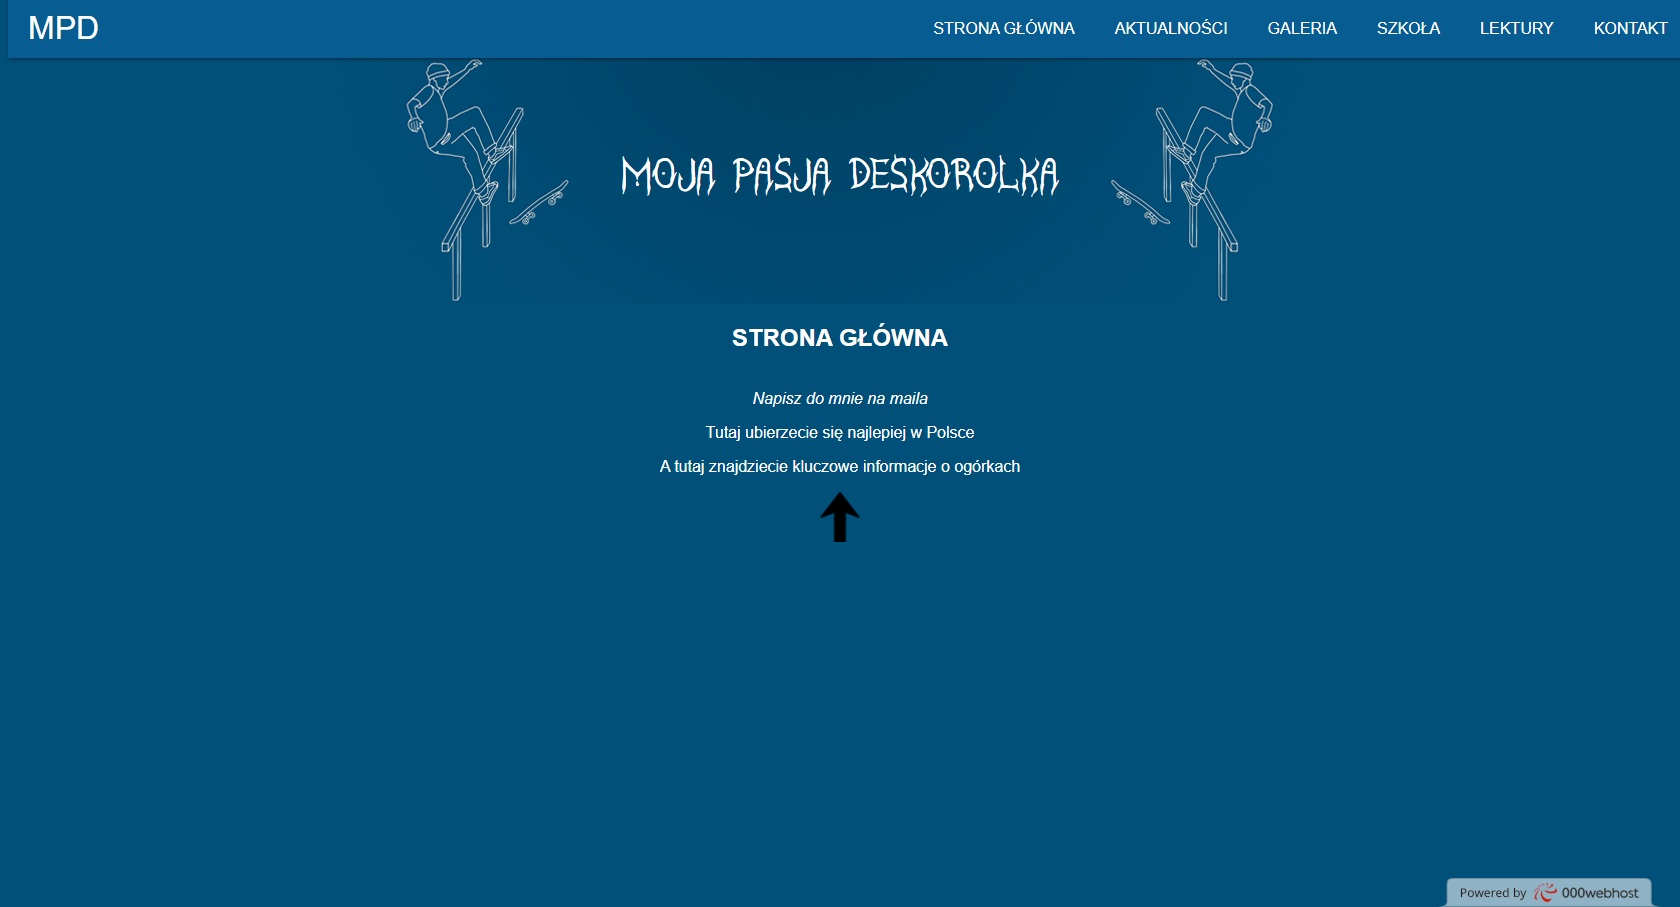 MPD
STRONA GŁÓWNA AKTUALNOŚCI GALERIA SZKOŁA LEKTURY KONTAKT
MOJA PASJA DESKOROLKA
STRONA GŁÓWNA
Napisz do mnie na maila
Tutaj ubierzecie się najlepiej w Polsce
A tutaj znajdziecie kluczowe informacje o ogórkach
Powered by 000webhost